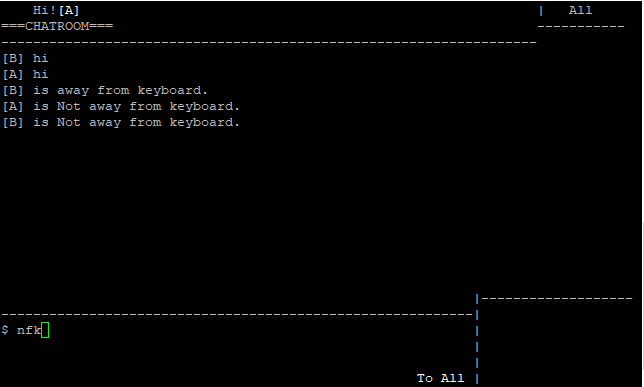 Hi![A] | All
===CHATROOM===
[B] hi
[A] hi
[B] is away from keyboard.
[A] is Not away from keyboard.
[B] is Not away from keyboard.
$ nfk
To All